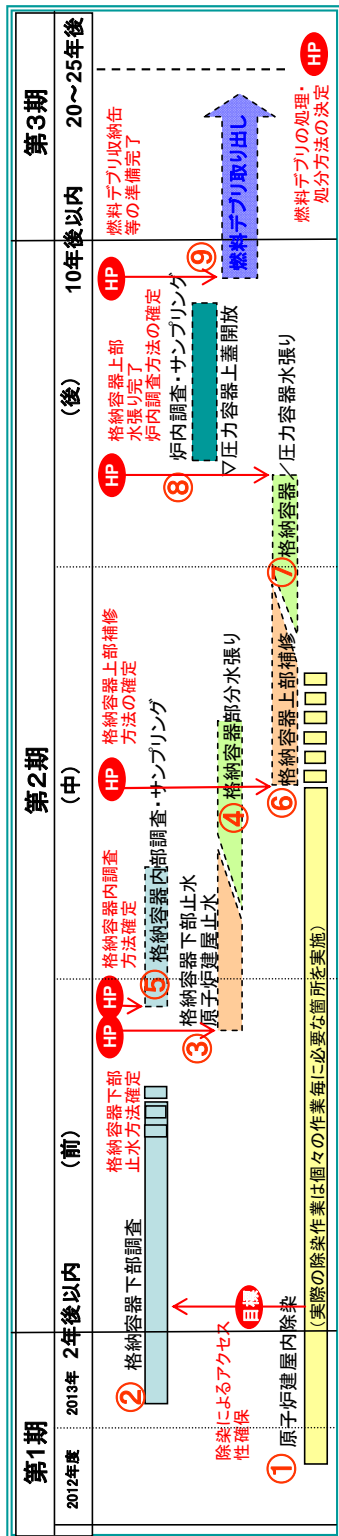 第1期
第2期
第3期
2012年度
2013年
2年後以内
(前)
(中)
(後)
10年後以内
20~25年後
HP
HP
格納容器下部
止水方法確定
格納容器内調査
方法確定
HP
格納容器上部補修
方法の確定
HP
格納容器上部
水張り完了
炉内調査方法の確定
HP
燃料デブリ収納缶
等の準備完了
② 格納容器下部調査
⑤ 格納容器内部調査・サンプリング
⑧ 炉内調査・サンプリング
▽圧力容器上蓋開放
⑨ 燃料デブリ取り出し
HP
燃料デブリの処理・
処分方法の決定
除染によるアクセス
性確保
目標
③ 格納容器下部止水
原子炉建屋止水
④ 格納容器部分水張り
⑥ 格納容器上部補修
⑦ 格納容器/圧力容器水張り
① 原子炉建屋内除染
(実際の除染作業は個々の作業毎に必要な箇所を実施)